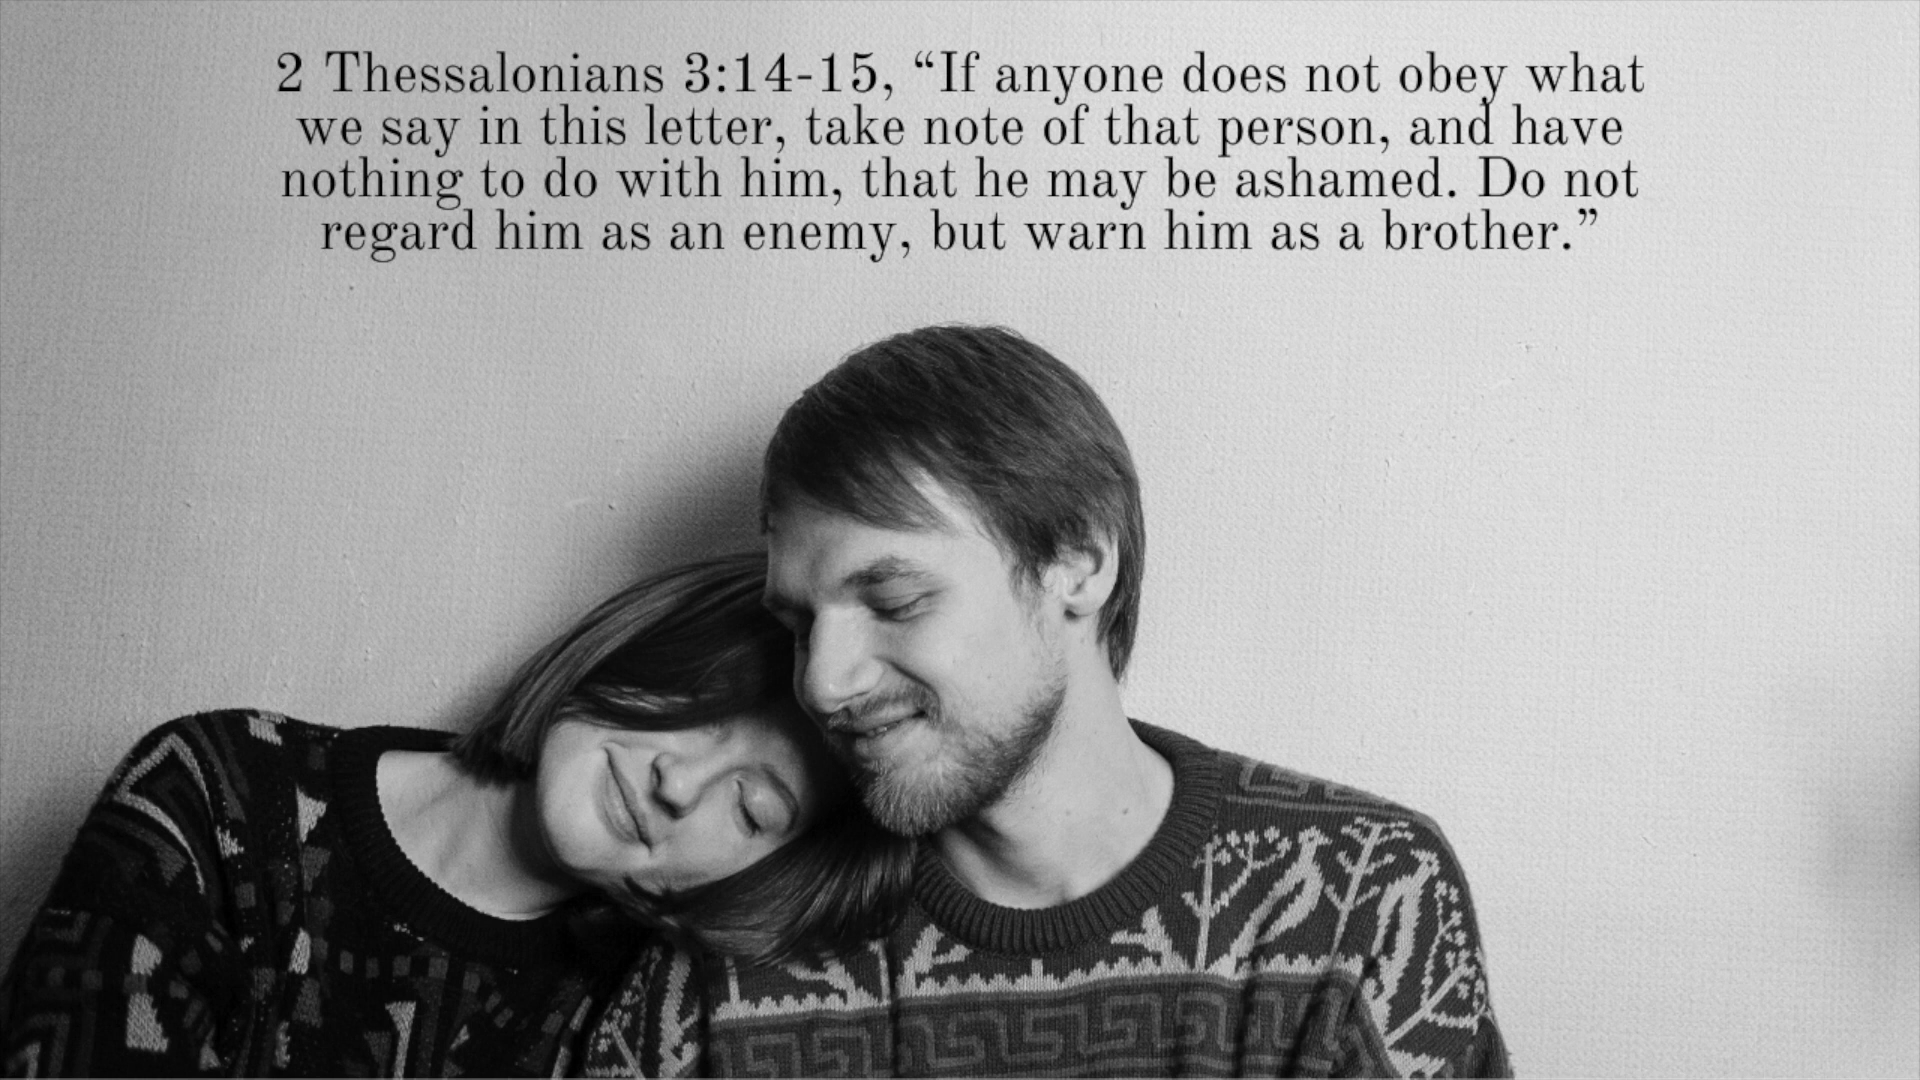 2 Thessalonians 3:14-15, “If anyone does not obey what
we say in this letter, take note of that person, and have
nothing to do with him, that he may be ashamed. Do not
regard him as an enemy, but warn him as a brother.”